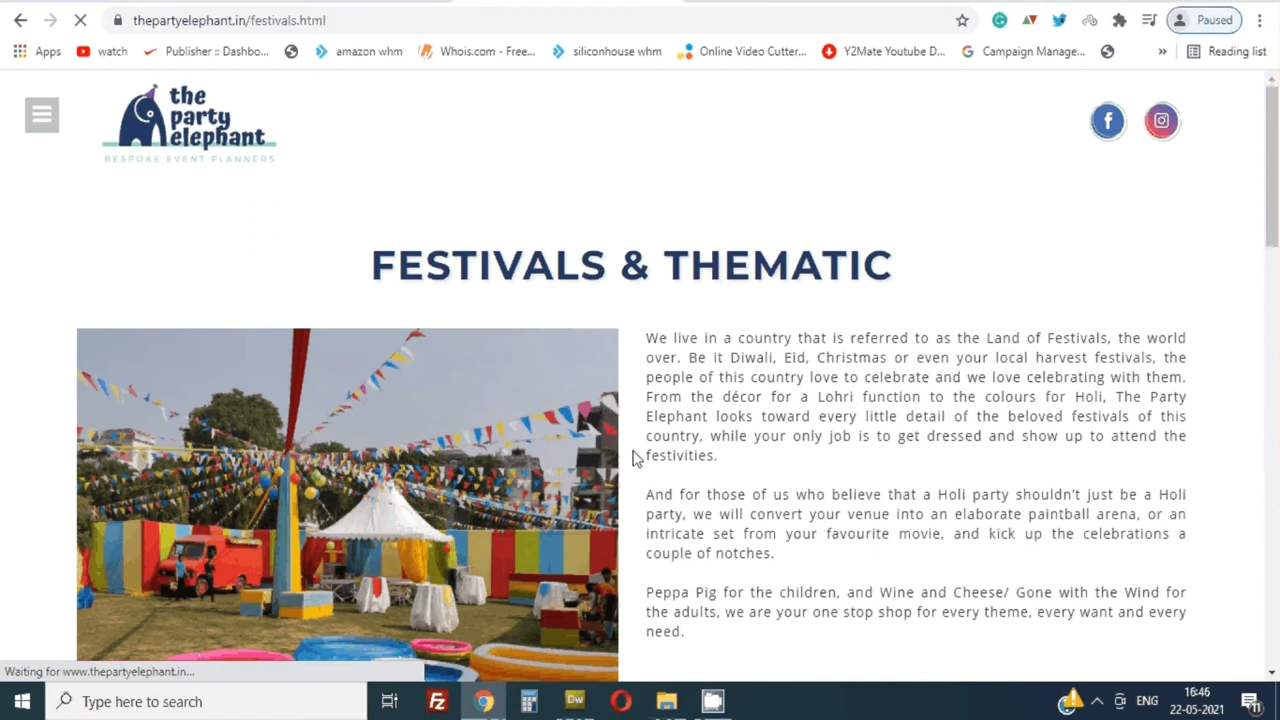 thepartyelephant.in/festivals.html
Paused
Apps
watch
Publisher :: Dashbo...
amazon whm
Whois.com - Free...
siliconhouse whm
Online Video Cutter...
Y2Mate Youtube D...
Campaign Manage...
»
Reading list
the
party
elephant
BESPOKE EVENT PLANNERS
FESTIVALS & THEMATIC
We live in a country that is referred to as the Land of Festivals, the world
over. Be it Diwali, Eid, Christmas or even your local harvest festivals, the
people of this country love to celebrate and we love celebrating with them.
From the décor for a Lohri function to the colours for Holi, The Party
Elephant looks toward every little detail of the beloved festivals of this
country, while your only job is to get dressed and show up to attend the
festivities.
And for those of us who believe that a Holi party shouldn't just be a Holi
party, we will convert your venue into an elaborate paintball arena, or an
intricate set from your favourite movie, and kick up the celebrations a
couple of notches.
Peppa Pig for the children, and Wine and Cheese/ Gone with the Wind for
the adults, we are your one stop shop for every theme, every want and every
need.
Waiting for www.thepartyelephant.in...
Type here to search
Fz
Dw
ENG
16:46
22-05-2021
11